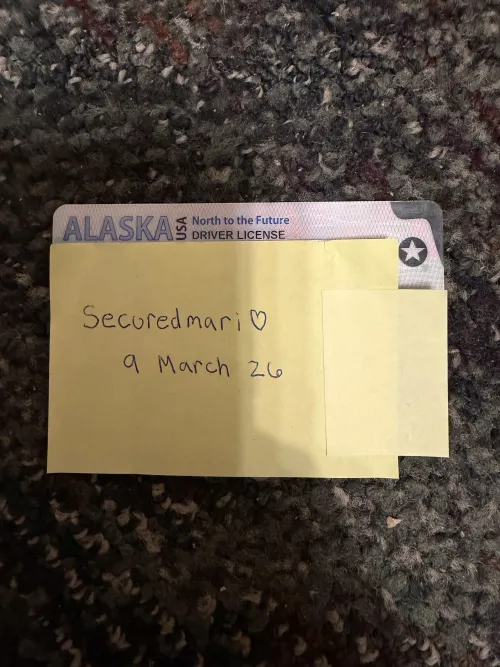 ALASKA USA North to the Future
DRIVER LICENSE
Securedmari♡
9 March 26